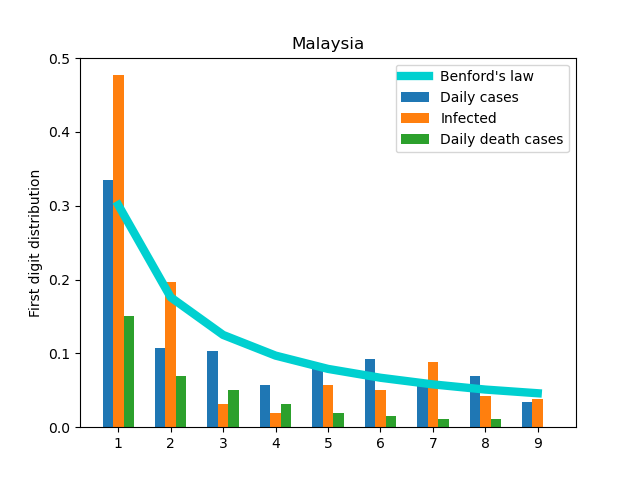 Malaysia
Benford's law
Daily cases
Infected
Daily death cases
First digit distribution
0.5
0.4
0.3
0.2
0.1
0.0
1 2 3 4 5 6 7 8 9